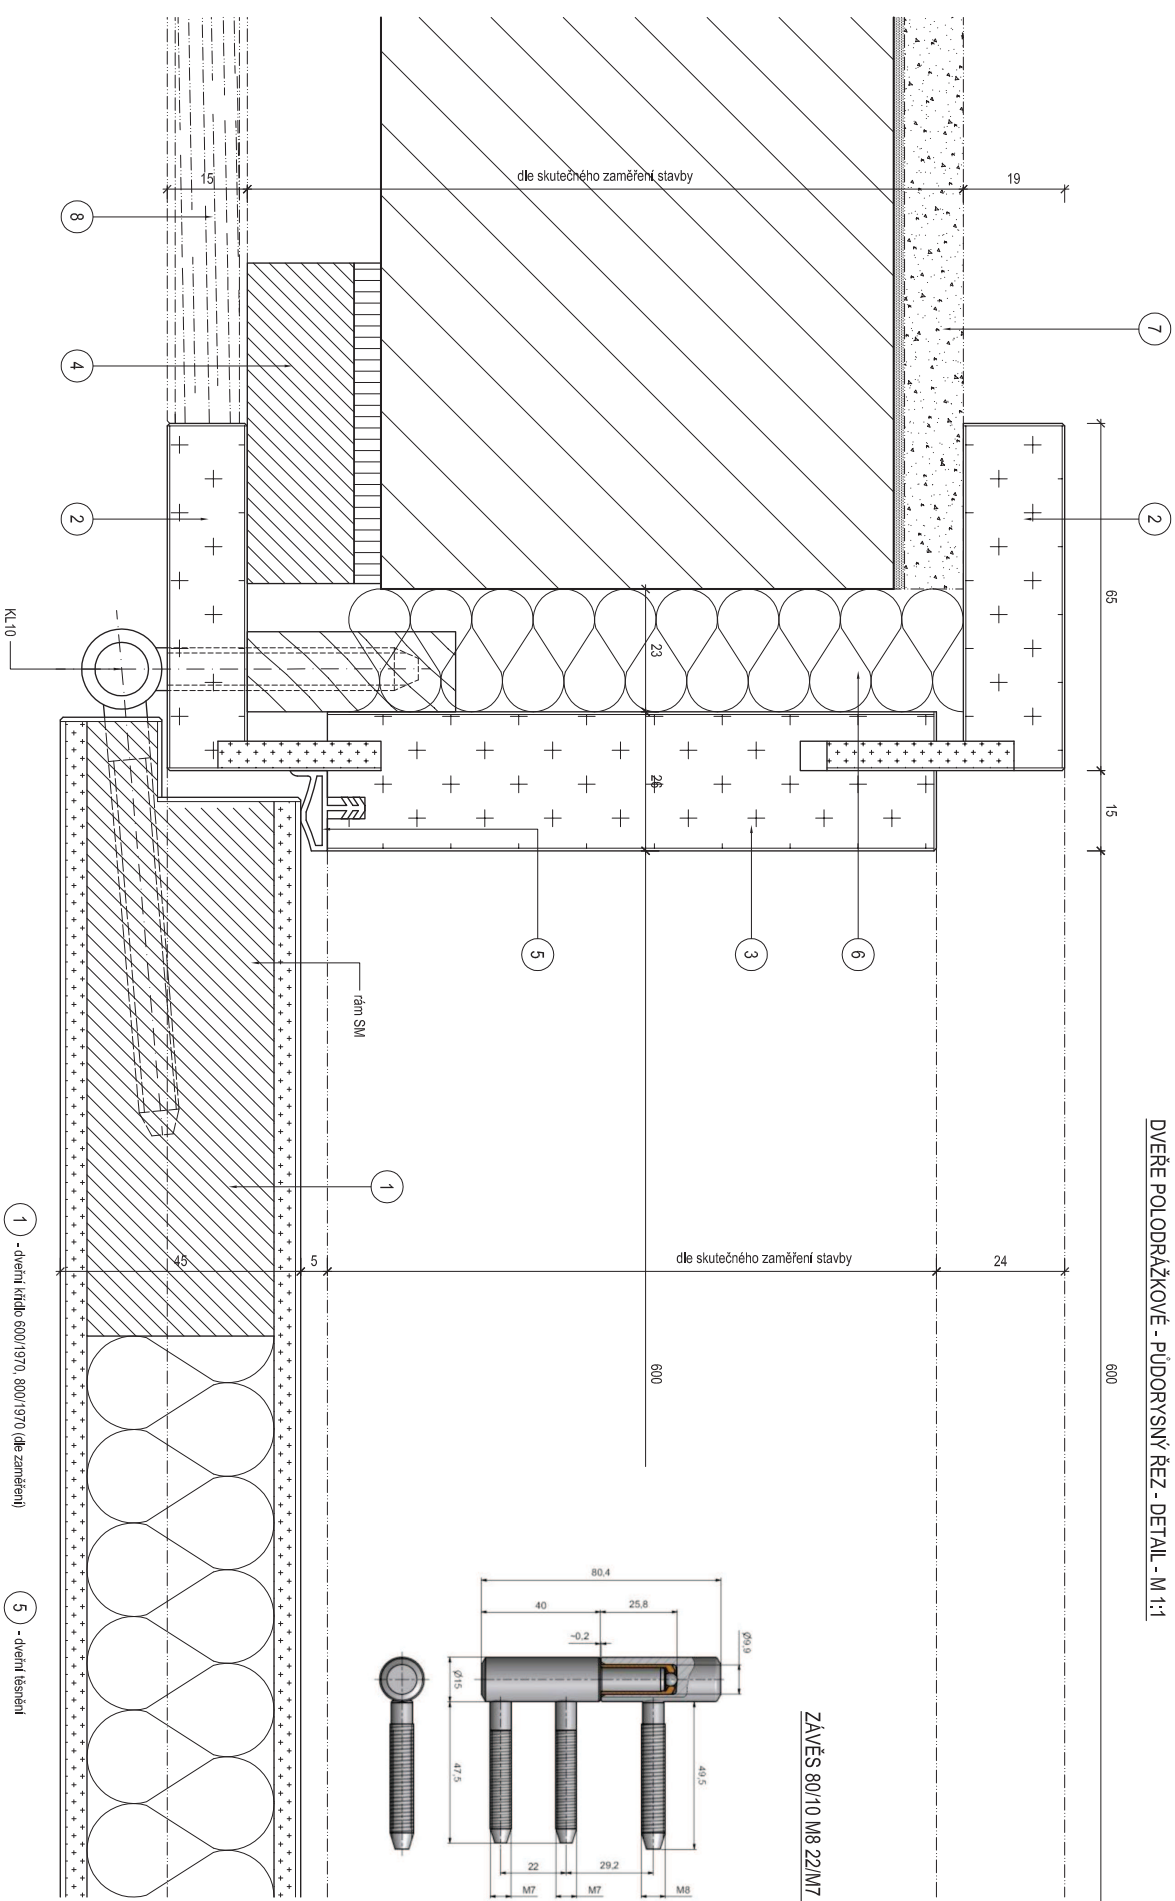 DVEŘE POLODRÁŽKOVÉ - PŮDORYSNÝ ŘEZ - DETAIL - M 1:1
15
dle skutečného zaměření stavby
19
8
7
4
2
2
65
23
26
15
600
600
KL10
5
3
6
rám SM
1
45
5
dle skutečného zaměření stavby
24
ZÁVĚS 80/10 M8 22/M7
80,4
40
25,8
~0,2
Ø9,9
Ø15
47,5
49,5
22
29,2
M7
M7
M8
1 - dveřní křídlo 600/1970, 800/1970 (dle zaměření)
5 - dveřní těsnění